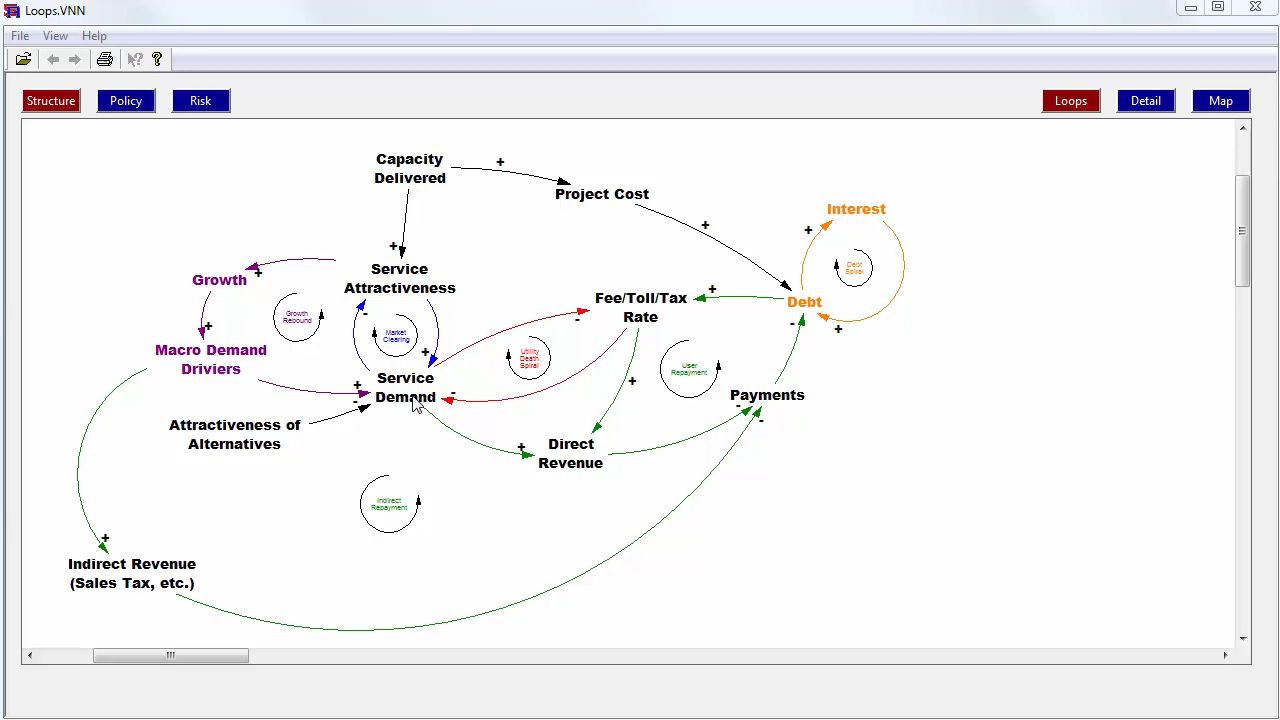 Loops.VNN
File View Help
Structure Policy Risk Loops Detail Map
Capacity
Delivered
+
Project Cost
+
Interest
+
Debt
Spiral
Debt
+
-
+
Service
Attractiveness
+
Growth
+
Growth
Rebound
+
-
Market
Clearing
+
Fee/Toll/Tax
Rate
+
-
Utility
Death
Spiral
User
Repayment
+
Macro Demand
Driviers
+
-
Service
Demand
-
Attractiveness of
Alternatives
Payments
-
-
+
Direct
Revenue
Indirect
Repayment
+
Indirect Revenue
(Sales Tax, etc.)